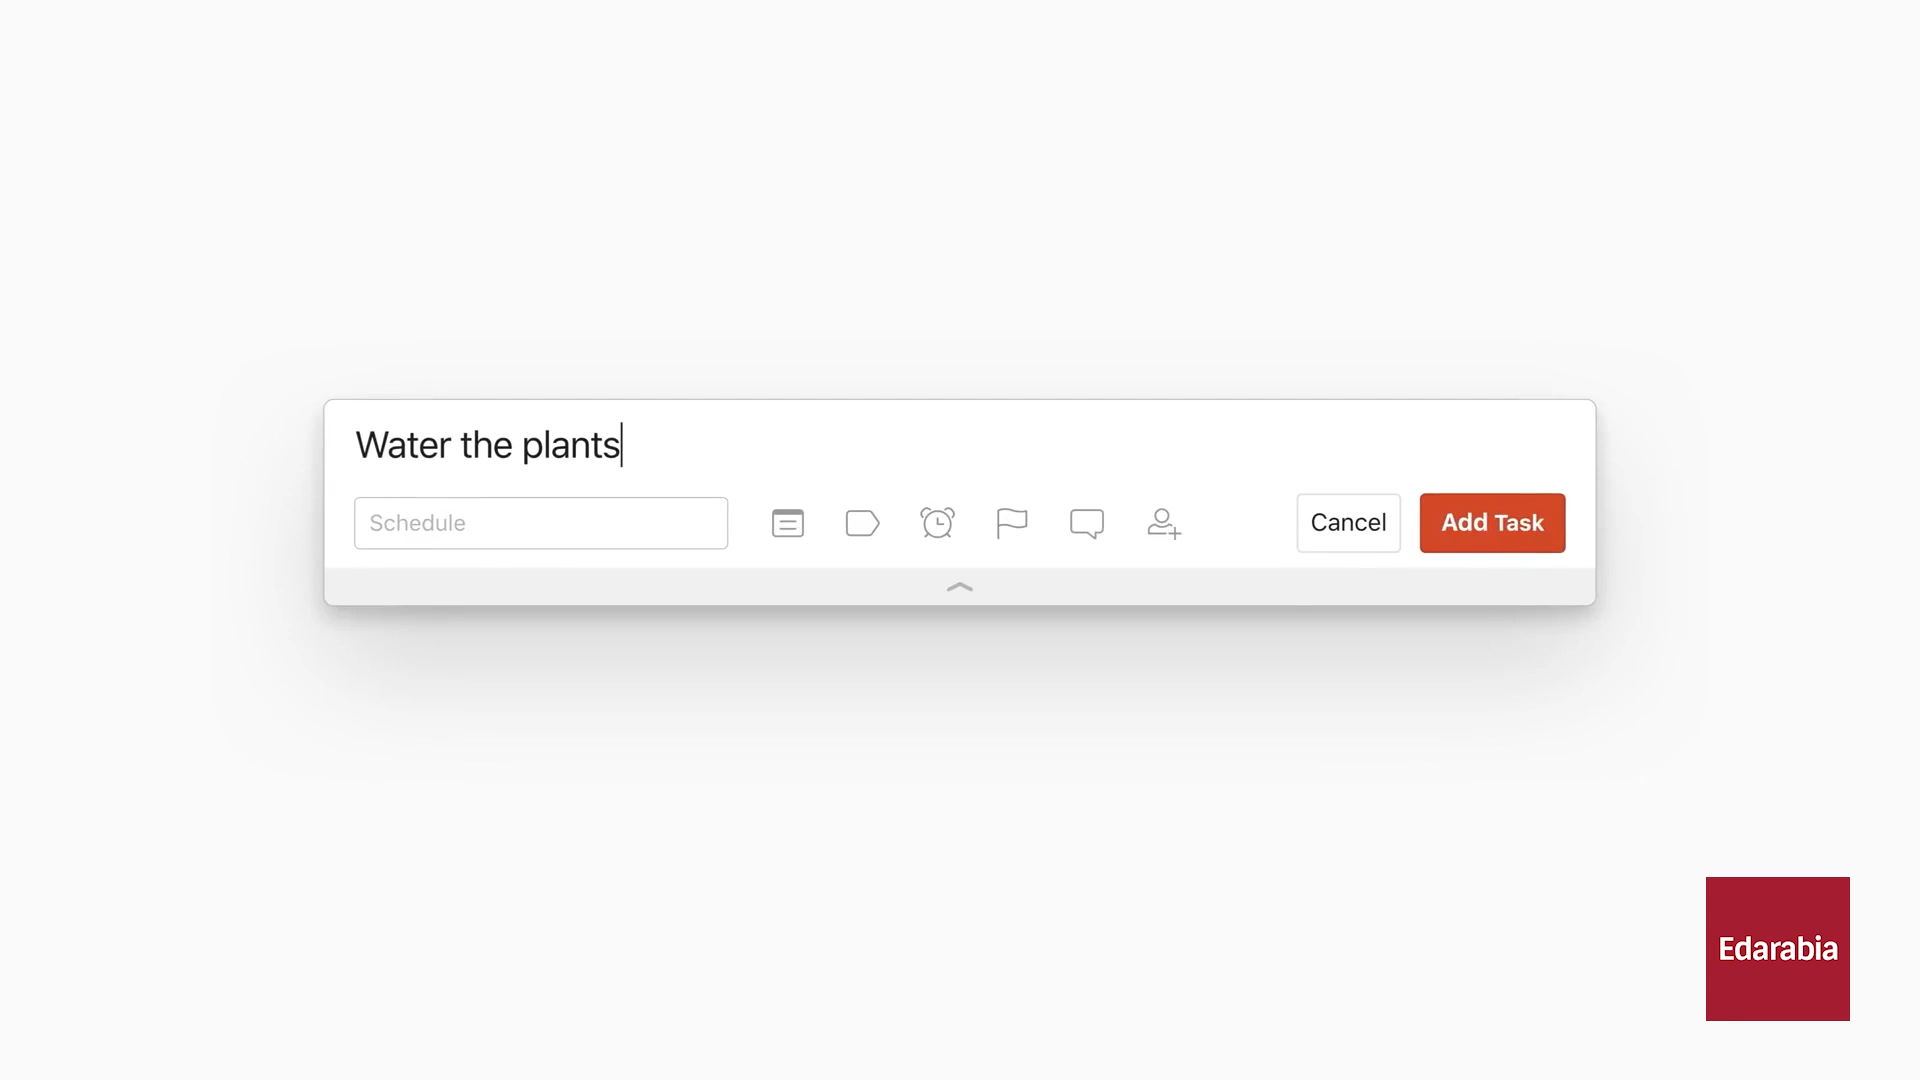 Water the plants
Schedule
Cancel
Add Task
Edarabia